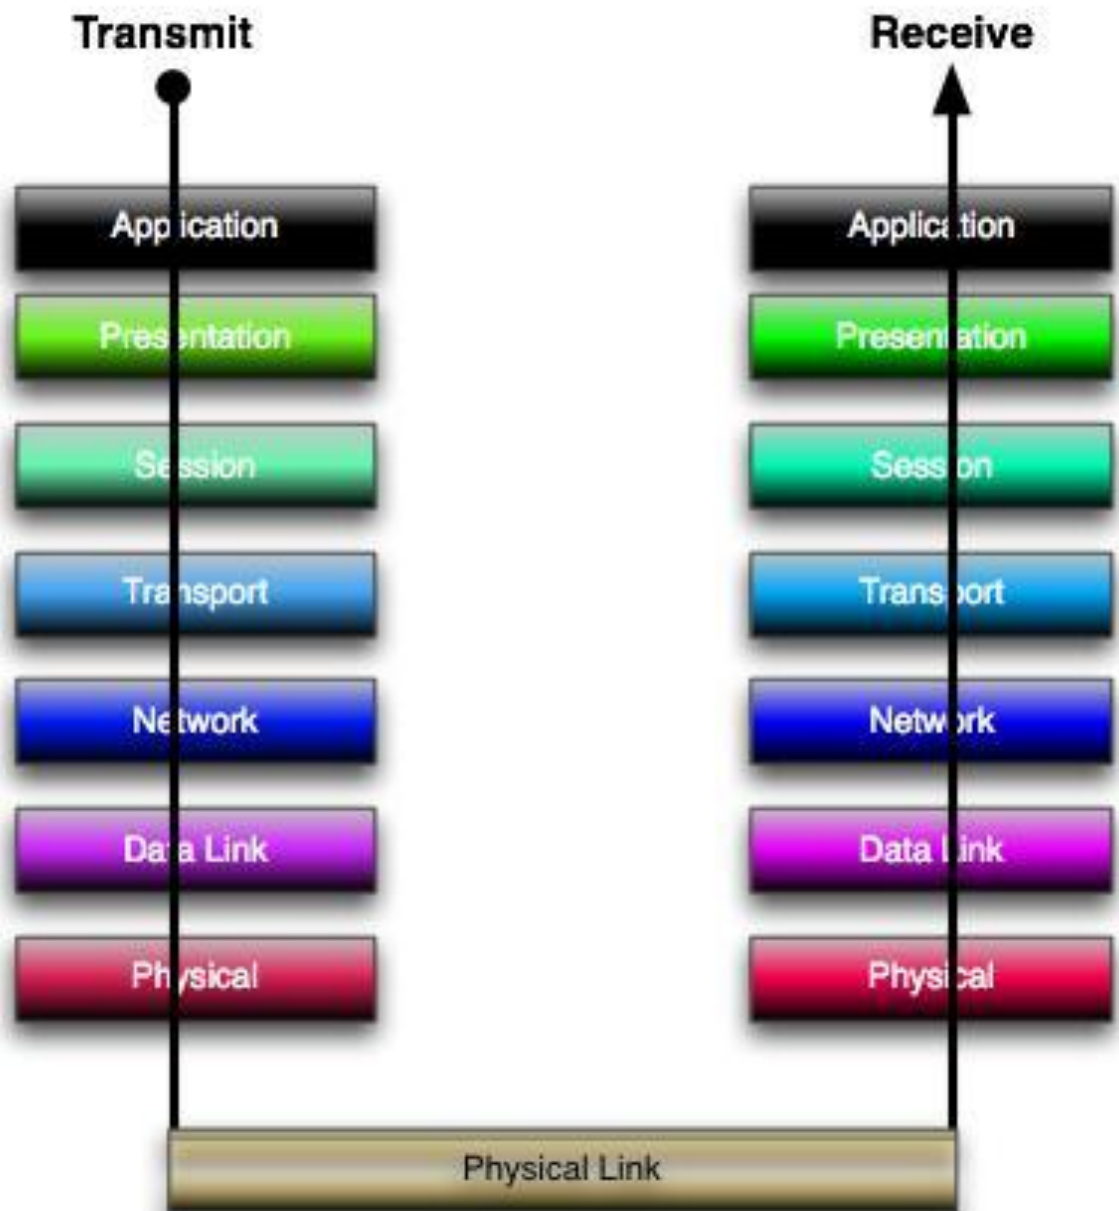 Transmit
Receive
Application
Presentation
Session
Transport
Network
Data Link
Physical
Application
Presentation
Session
Transport
Network
Data Link
Physical
Physical Link